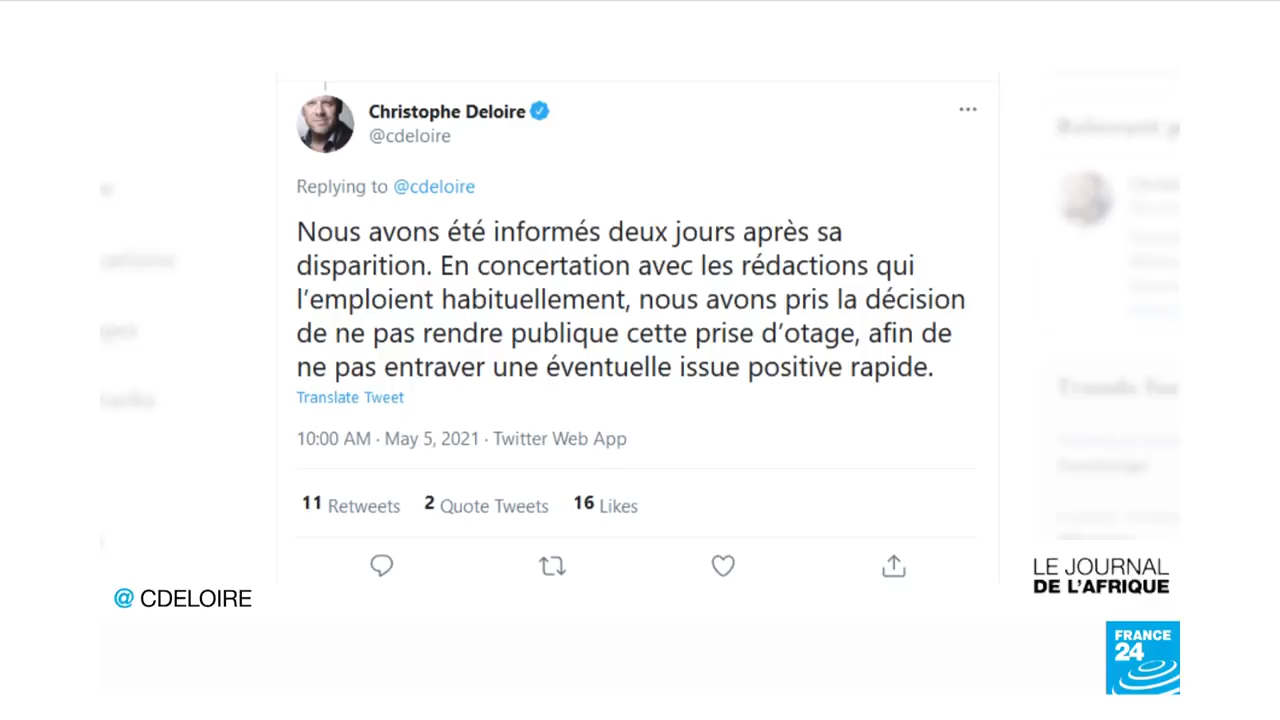 Christophe Deloire
@cdeloire
Replying to @cdeloire
Nous avons été informés deux jours après sa
disparition. En concertation avec les rédactions qui
l’emploient habituellement, nous avons pris la décision
de ne pas rendre publique cette prise d’otage, afin de
ne pas entraver une éventuelle issue positive rapide.
Translate Tweet
10:00 AM · May 5, 2021 · Twitter Web App
11 Retweets 2 Quote Tweets 16 Likes
@ CDELOIRE
LE JOURNAL
DE L’AFRIQUE
FRANCE
24